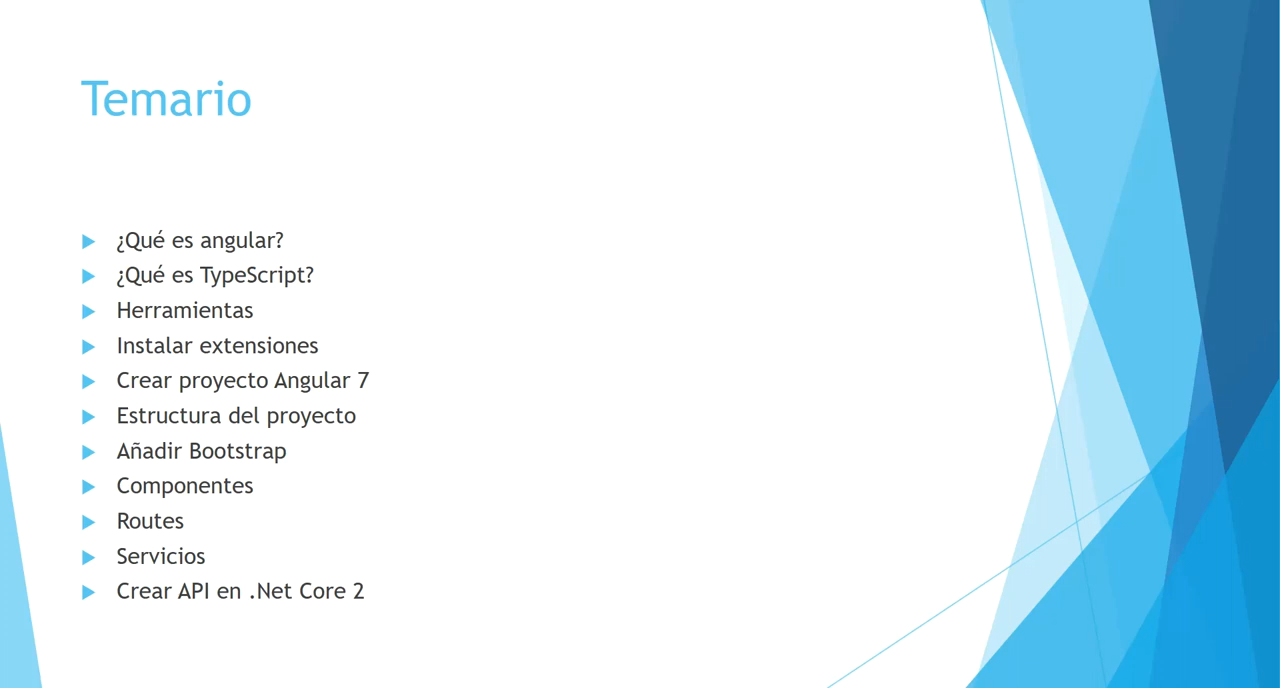 Temario
¿Qué es angular?
¿Qué es TypeScript?
Herramientas
Instalar extensiones
Crear proyecto Angular 7
Estructura del proyecto
Añadir Bootstrap
Componentes
Routes
Servicios
Crear API en .Net Core 2